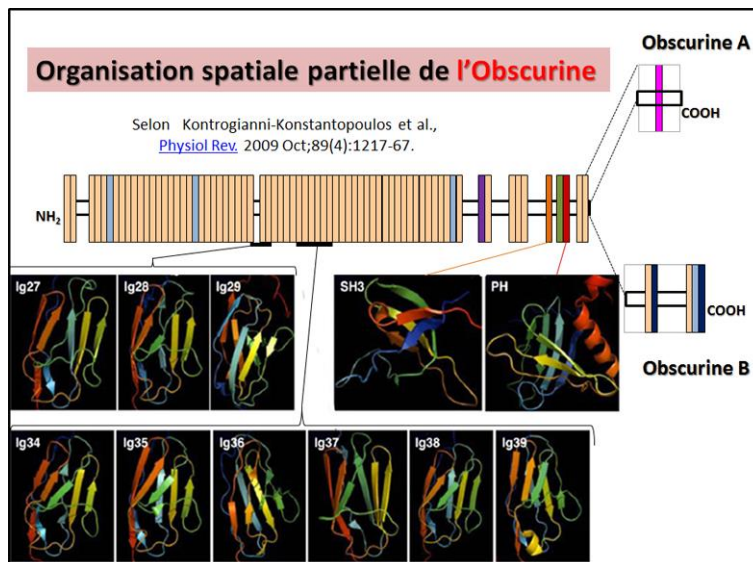 Obscurine A
Organisation spatiale partielle de l'Obscurine
COOH
Selon Kontrogianni-Konstantopoulos et al.,
Physiol Rev. 2009 Oct;89(4):1217-67.
NH2
Ig27 Ig28 Ig29 SH3 PH
COOH
Obscurine B
Ig34 Ig35 Ig36 Ig37 Ig38 Ig39